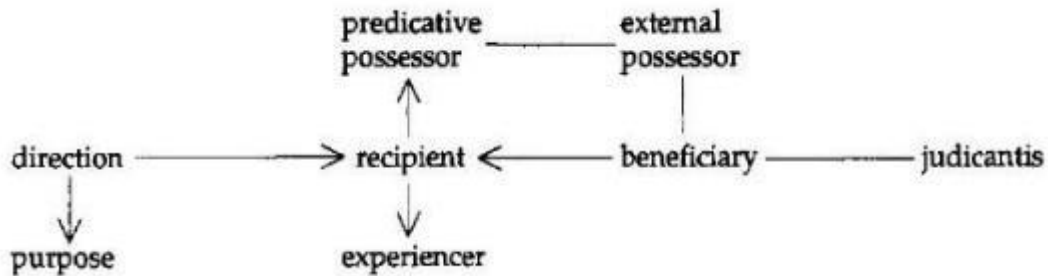 predicative external
possessor possessor
direction recipient beneficiary judicantis
purpose experiencer